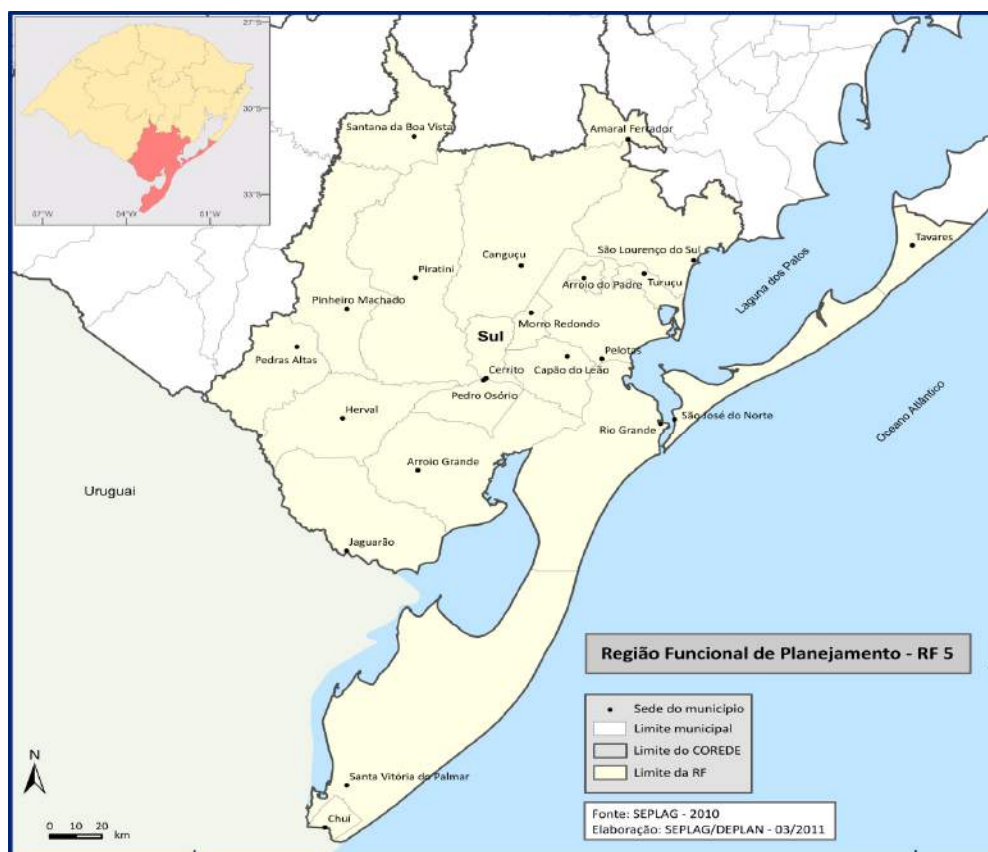 27°S
30°S
33°S
57°W
54°W
51°W
Santana da Boa Vista
Amaral Ferrador
Tavares
São Lourenço do Sul
Canguçu
Piratini
Arroio do Padre
Turuçu
Laguna dos Patos
Pinheiro Machado
Morro Redondo
Sul
Pedras Altas
Pelotas
Capão do Leão
Cerrito
Pedro Osório
Herval
São José do Norte
Rio Grande
Oceano Atlântico
Arroio Grande
Uruguai
Jaguarão
Região Funcional de Planejamento - RF 5
Sede do município
Limite municipal
Limite do COREDE
Limite da RF
N
Santa Vitória do Palmar
Chuí
0 10 20
km
Fonte: SEPLAG - 2010
Elaboração: SEPLAG/DEPLAN - 03/2011